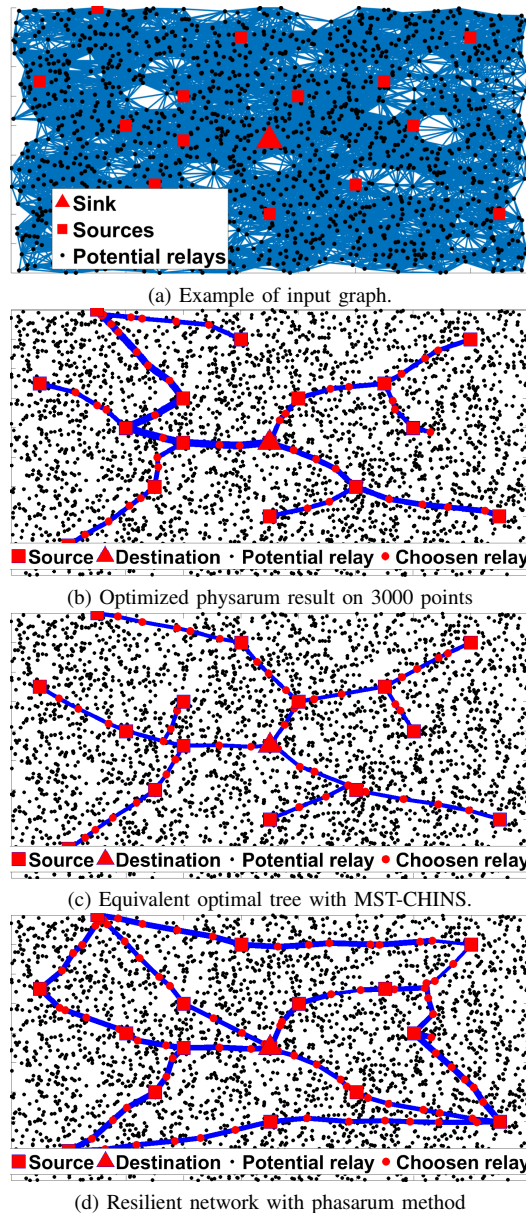 Sink
Sources
Potential relays
(a) Example of input graph.
Source Destination · Potential relay Choosen relay
(b) Optimized physarum result on 3000 points
Source Destination · Potential relay Choosen relay
(c) Equivalent optimal tree with MST-CHINS.
Source Destination · Potential relay Choosen relay
(d) Resilient network with phasarum method